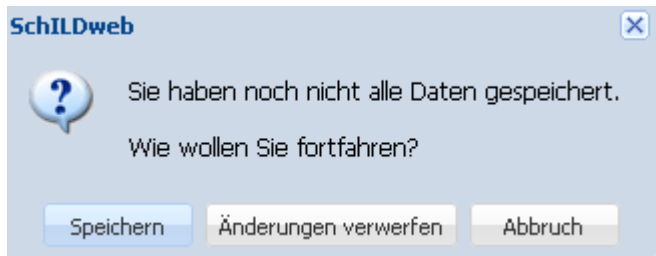 SchILDweb
Sie haben noch nicht alle Daten gespeichert.
Wie wollen Sie fortfahren?
Speichern Änderungen verwerfen Abbruch